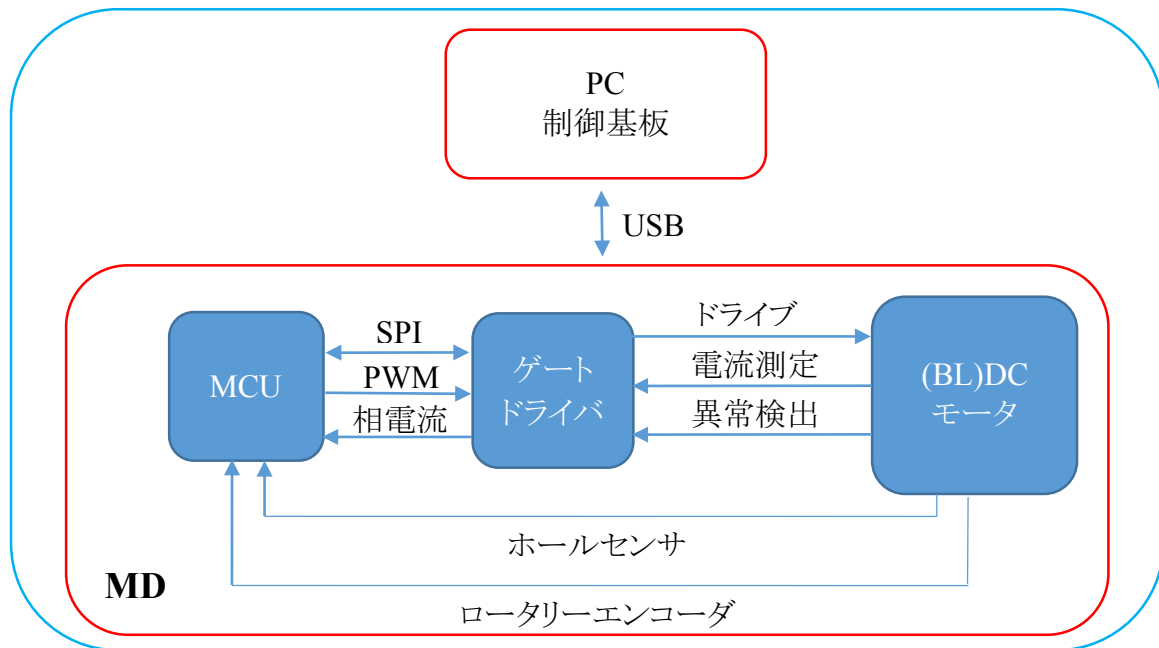 PC
制御基板
USB
MCU
SPI
PWM
相電流
ゲート
ドライバ
ドライブ
電流測定
異常検出
(BL)DC
モータ
ホールセンサ
MD
ロータリーエンコーダ